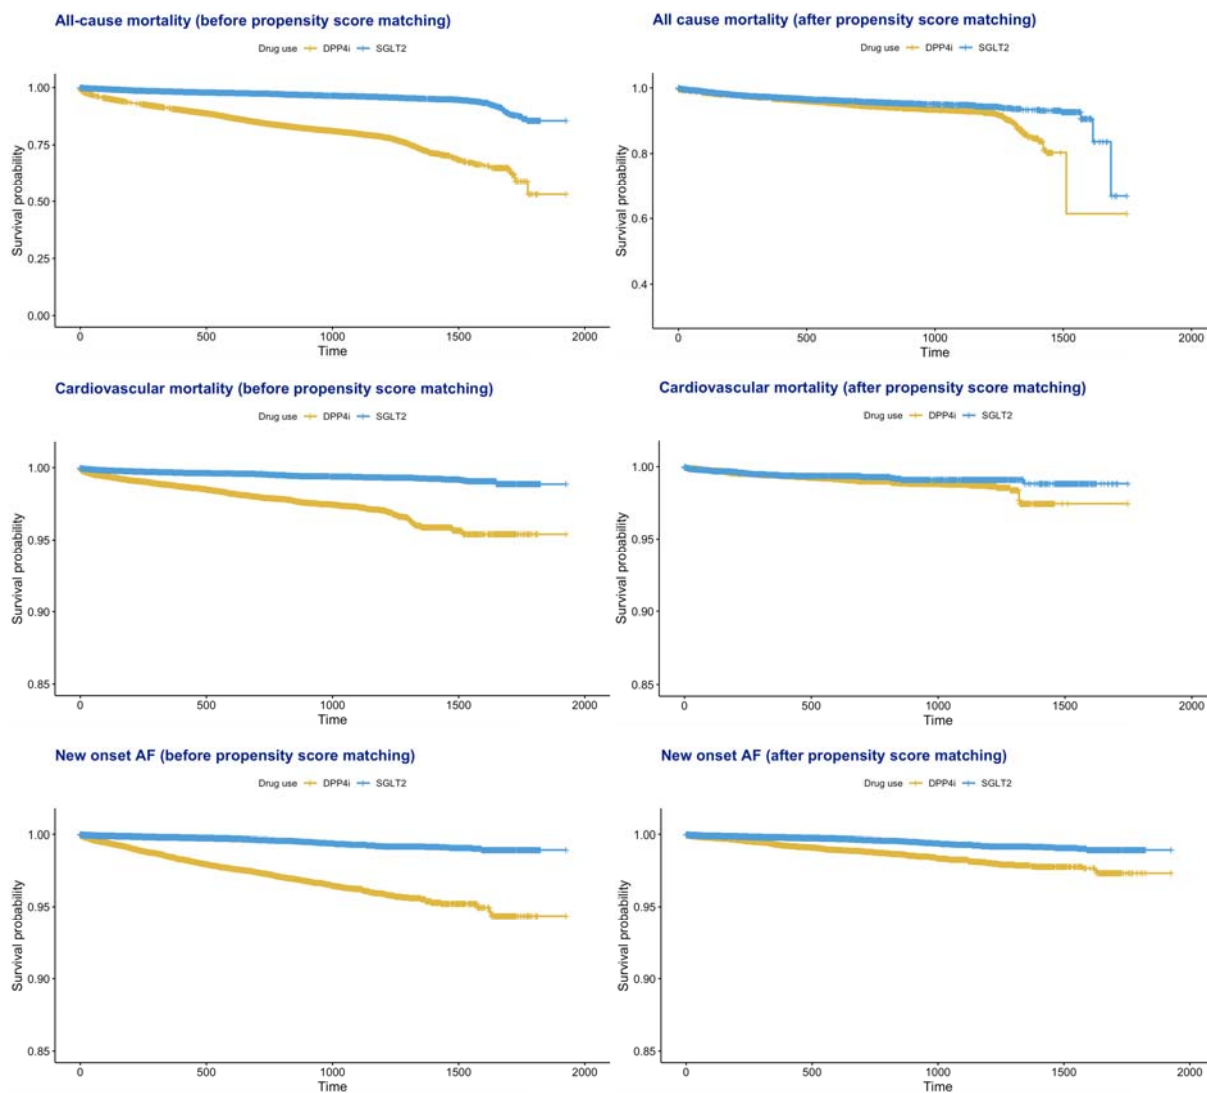 All-cause mortality (before propensity score matching)
Drug use DPP4i SGLT2
Survival probability
1.00
0.75
0.50
0.25
0.00
0 500 1000 1500 2000
Time
All cause mortality (after propensity score matching)
Drug use DPP4i SGLT2
Survival probability
1.0
0.8
0.6
0.4
0 500 1000 1500 2000
Time
Cardiovascular mortality (before propensity score matching)
Drug use DPP4i SGLT2
Survival probability
1.00
0.95
0.90
0.85
0 500 1000 1500 2000
Time
Cardiovascular mortality (after propensity score matching)
Drug use DPP4i SGLT2
Survival probability
1.00
0.95
0.90
0.85
0 500 1000 1500 2000
Time
New onset AF (before propensity score matching)
Drug use DPP4i SGLT2
Survival probability
1.00
0.95
0.90
0.85
0 500 1000 1500 2000
Time
New onset AF (after propensity score matching)
Drug use DPP4i SGLT2
Survival probability
1.00
0.95
0.90
0.85
0 500 1000 1500 2000
Time